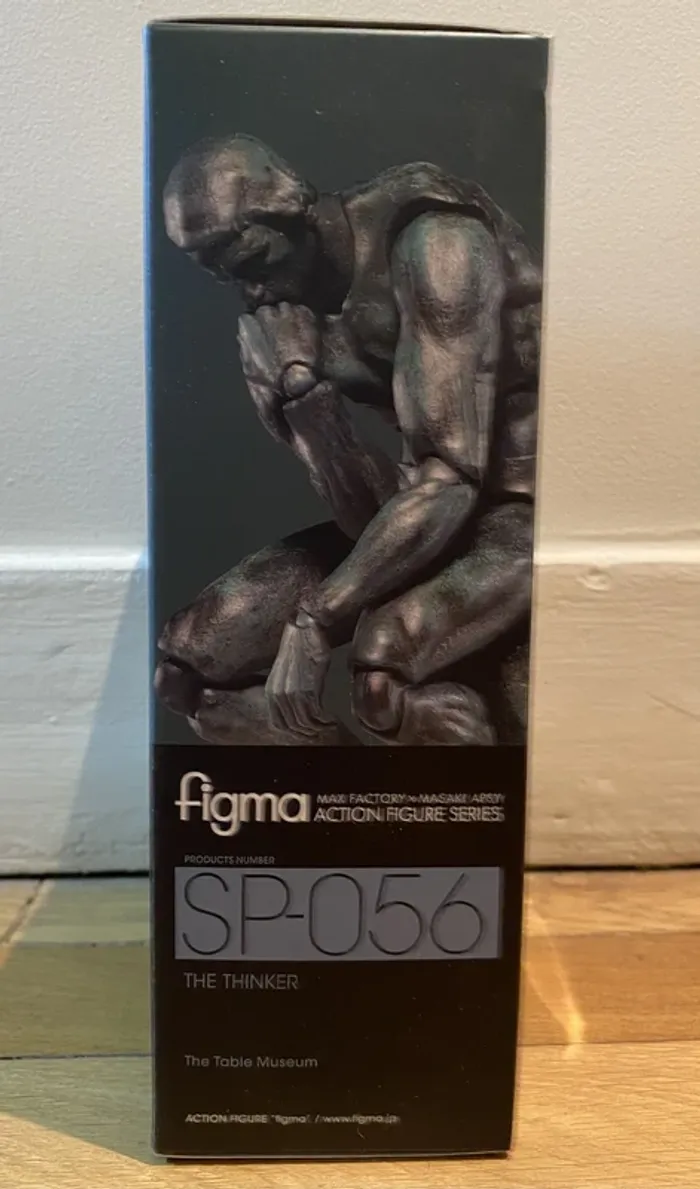 figma
MAX FACTORY × MASAKI APSY
ACTION FIGURE SERIES
PRODUCTS NUMBER
SP-056
THE THINKER
The Table Museum
ACTION FIGURE "figma" / www.figma.jp